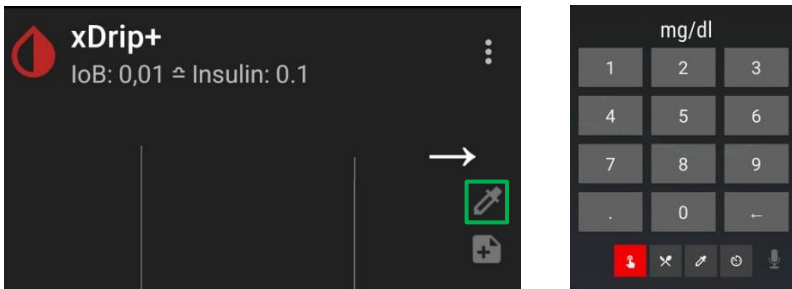 xDrip+
IoB: 0,01 ≏ Insulin: 0.1
→
mg/dl
1 2 3
4 5 6
7 8 9
. 0 ←